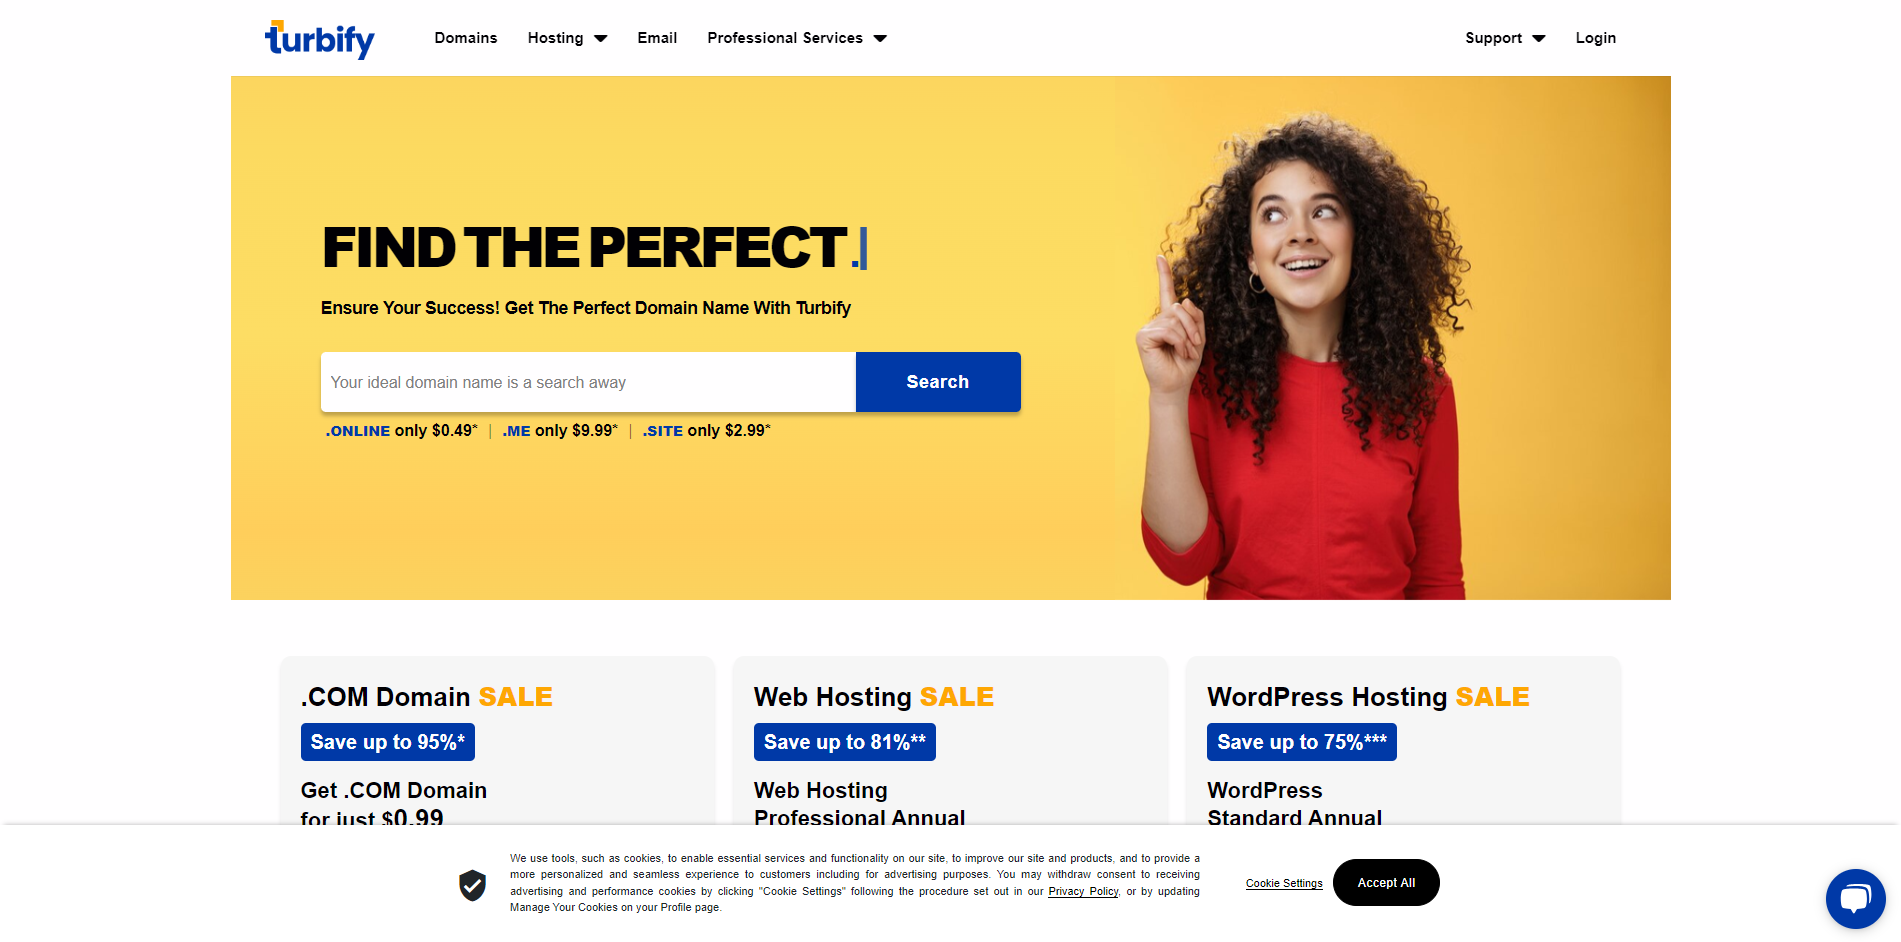 turbify
Domains
Hosting
Email
Professional Services
Support
Login
FIND THE PERFECT .|
Ensure Your Success! Get The Perfect Domain Name With Turbify
Your ideal domain name is a search away
Search
.ONLINE only $0.49* | .ME only $9.99* | .SITE only $2.99*
.COM Domain SALE
Save up to 95%*
Get .COM Domain
for just $0.99
Web Hosting SALE
Save up to 81%**
Web Hosting
Professional Annual
WordPress Hosting SALE
Save up to 75%***
WordPress
Standard Annual
We use tools, such as cookies, to enable essential services and functionality on our site, to improve our site and products, and to provide a
more personalized and seamless experience to customers including for advertising purposes. You may withdraw consent to receiving
advertising and performance cookies by clicking "Cookie Settings" following the procedure set out in our Privacy Policy, or by updating
Manage Your Cookies on your Profile page.
Cookie Settings
Accept All